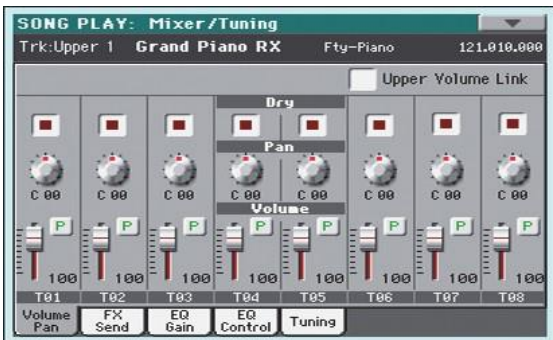 SONG PLAY: Mixer/Tuning
Trk:Upper 1 Grand Piano RX Fty-Piano 121.010.000
Upper Volume Link
Dry
Pan
C 00 C 00 C 00 C 00 C 00 C 00 C 00 C 00
Volume
P P P P P P P P
100 100 100 100 100 100 100 100
T01 T02 T03 T04 T05 T06 T07 T08
Volume Pan FX Send EQ Gain EQ Control Tuning